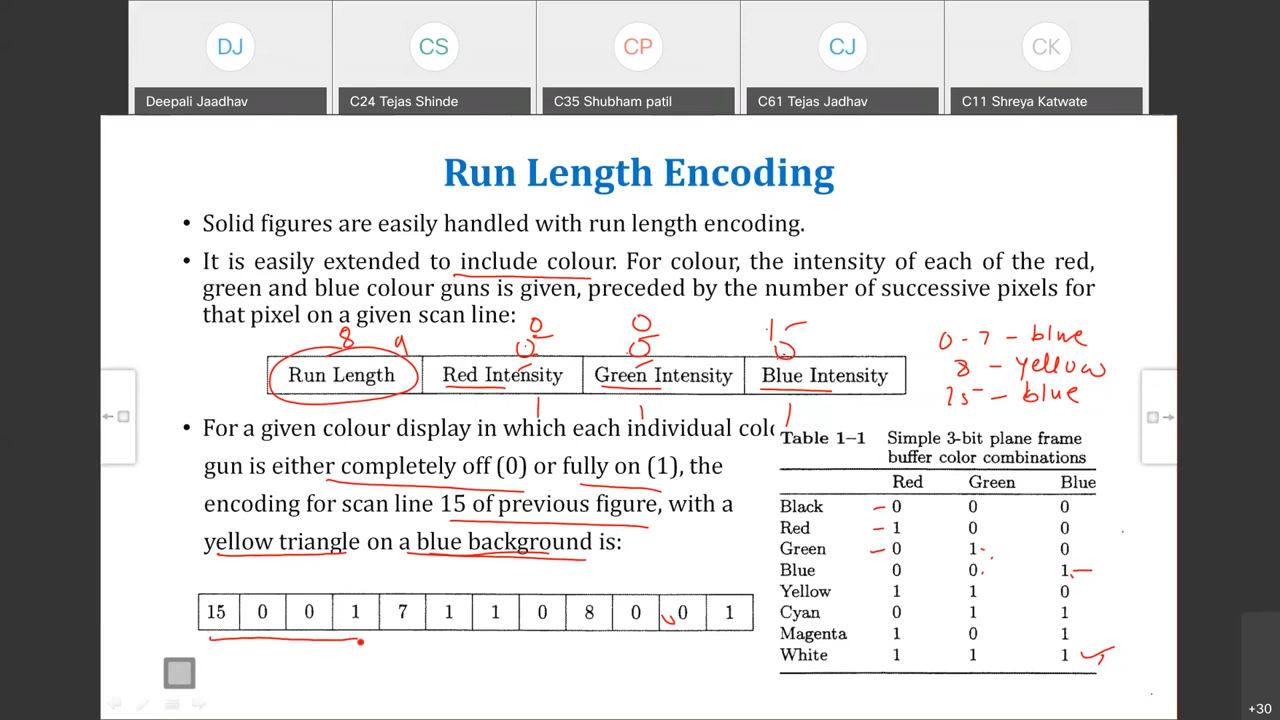 DJ
CS
CP
CJ
CK
Deepali Jaadhav
C24 Tejas Shinde
C35 Shubham patil
C61 Tejas Jadhav
C11 Shreya Katwate
Run Length Encoding
• Solid figures are easily handled with run length encoding.
• It is easily extended to include colour. For colour, the intensity of each of the red,
green and blue colour guns is given, preceded by the number of successive pixels for
that pixel on a given scan line:
8 9 0 0 0 0 0
Run Length Red Intensity Green Intensity Blue Intensity
1 1 1
0-7 - blue
8 - yellow
- blue
• For a given colour display in which each individual colo
gun is either completely off (0) or fully on (1), the
encoding for scan line 15 of previous figure, with a
yellow triangle on a blue background is:
15 0 0 1 7 1 1 0 8 0 0 1
Table 1–1 Simple 3-bit plane frame
buffer color combinations
Red Green Blue
Black 0 0 0
Red 1 0 0
Green 0 1 0
Blue 0 0 1
Yellow 1 1 0
Cyan 0 1 1
Magenta 1 0 1
White 1 1 1
+30